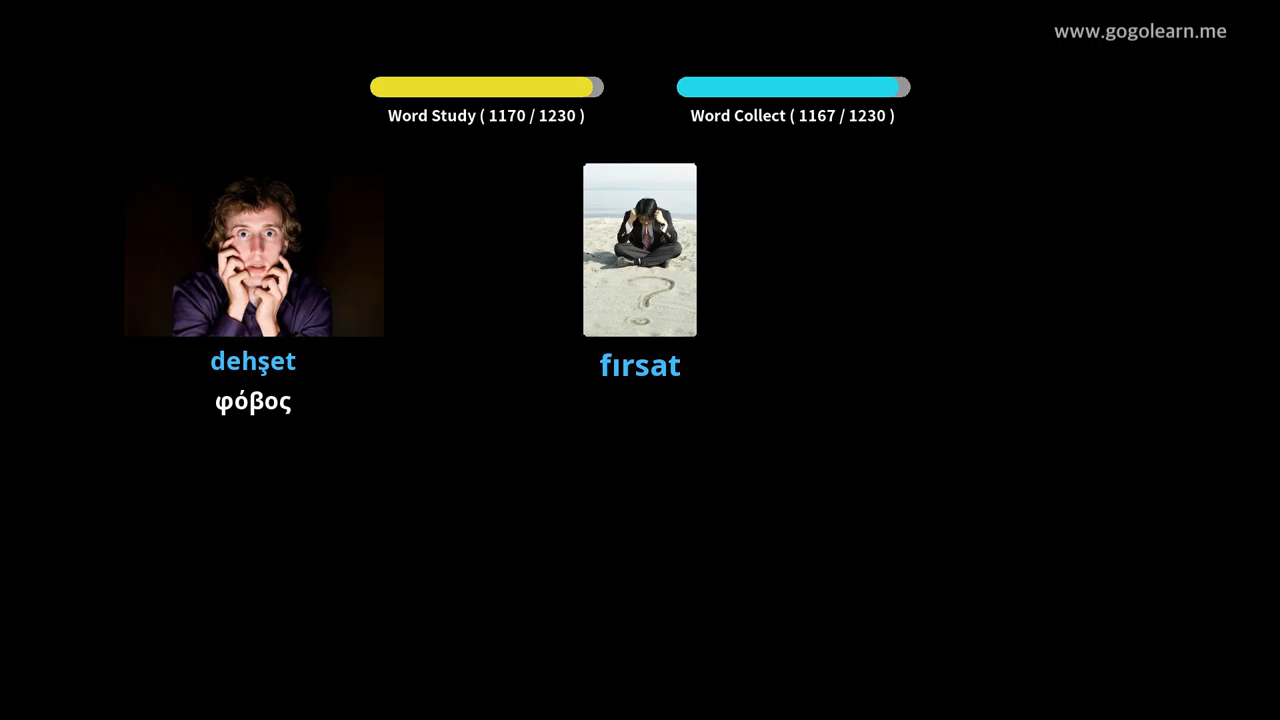 www.gogolearn.me
Word Study ( 1170 / 1230 )
Word Collect ( 1167 / 1230 )
dehşet
φόβος
fırsat